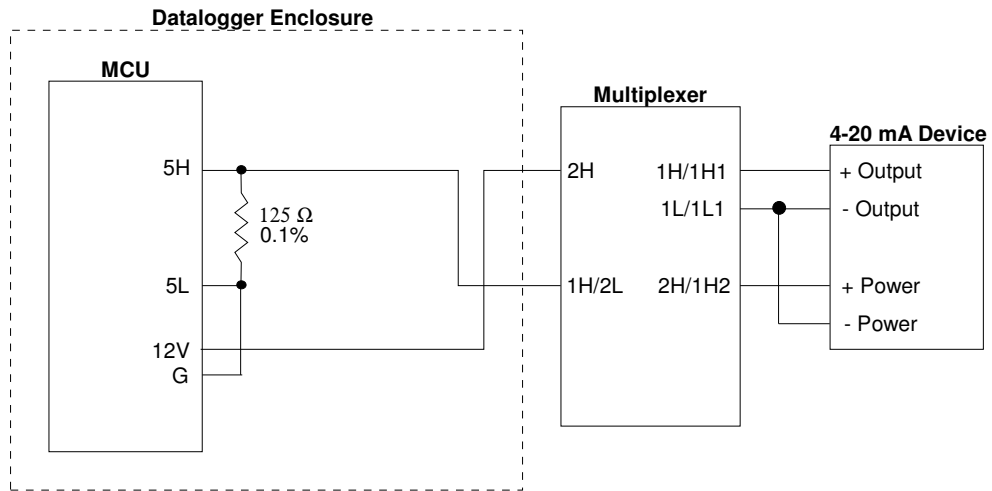 Datalogger Enclosure
MCU
5H
125 Ω
0.1%
5L
12V
G
Multiplexer
2H
1H/2L
1H/1H1
1L/1L1
2H/1H2
4-20 mA Device
+ Output
- Output
+ Power
- Power